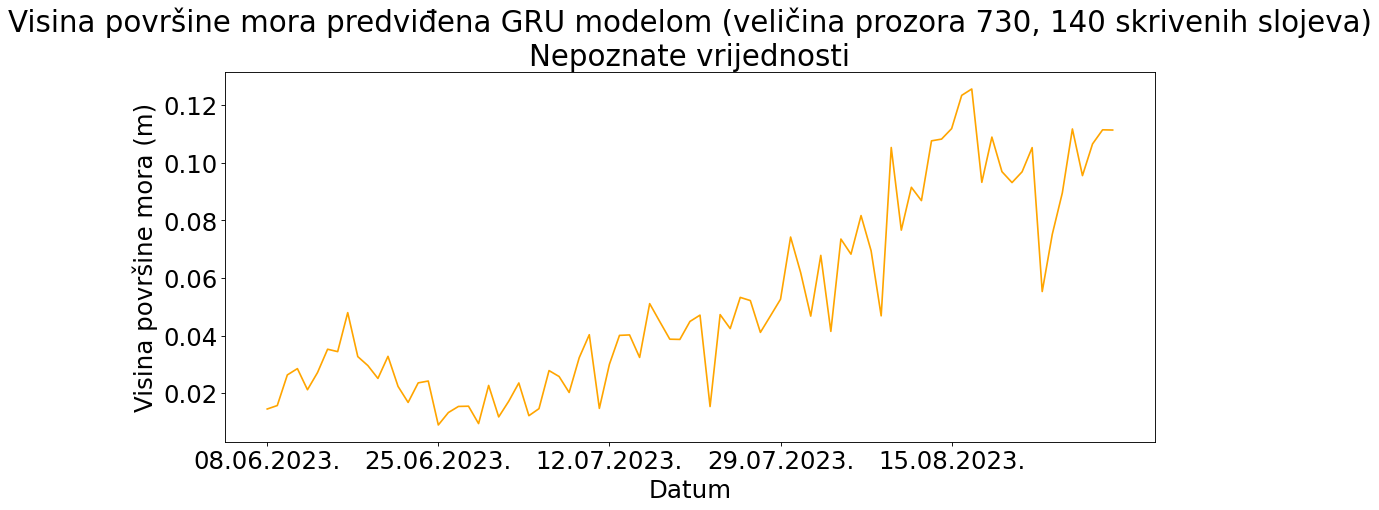 Visina površine mora predviđena GRU modelom (veličina prozora 730, 140 skrivenih slojeva)
Nepoznate vrijednosti
Visina površine mora (m)
0.12
0.10
0.08
0.06
0.04
0.02
08.06.2023. 25.06.2023. 12.07.2023. 29.07.2023. 15.08.2023.
Datum